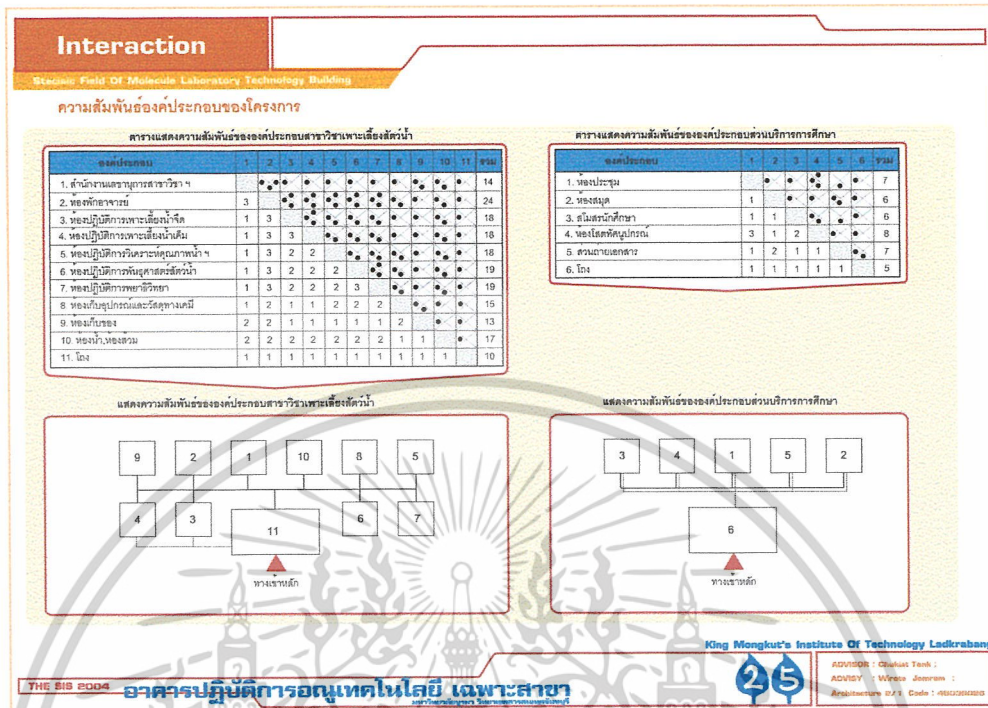 Interaction
Field Of Molecule Laboratory Technology Building
ความสัมพันธ์องค์ประกอบของโครงการ
ตารางแสดงความสัมพันธ์ขององค์ประกอบสาขาวิชาเพาะเลี้ยงสัตว์น้ำ
องค์ประกอบ 1 2 3 4 5 6 7 8 9 10 11 รวม
1. สำนักงานเลขานุการสาขาวิชา ฯ 14
2. ห้องพักอาจารย์ 3 24
3. ห้องปฏิบัติการเพาะเลี้ยงน้ำจืด 1 3 18
4. ห้องปฏิบัติการเพาะเลี้ยงน้ำเค็ม 1 3 3 18
5. ห้องปฏิบัติการวิเคราะห์คุณภาพน้ำ ฯ 1 3 2 2 18
6. ห้องปฏิบัติการพันธุศาสตร์สัตว์น้ำ 1 3 2 2 2 19
7. ห้องปฏิบัติการพยาธิวิทยา 1 3 2 2 2 3 19
8. ห้องเก็บอุปกรณ์และวัสดุทางเคมี 1 2 1 1 2 2 2 15
9. ห้องเก็บของ 2 2 1 1 1 1 1 2 13
10. ห้องน้ำ,ห้องส้วม 2 2 2 2 2 2 2 1 1 17
11. โถง 1 1 1 1 1 1 1 1 1 1 10
ตารางแสดงความสัมพันธ์ขององค์ประกอบส่วนบริการการศึกษา
องค์ประกอบ 1 2 3 4 5 6 รวม
1. ห้องประชุม 7
2. ห้องสมุด 1 6
3. สโมสรนักศึกษา 1 1 6
4. ห้องโสตทัศนูปกรณ์ 3 1 2 8
5. ส่วนถ่ายเอกสาร 1 2 1 1 7
6. โถง 1 1 1 1 1 5
แสดงความสัมพันธ์ขององค์ประกอบสาขาวิชาเพาะเลี้ยงสัตว์น้ำ
9 2 1 10 8 5
4 3 11 6 7
ทางเข้าหลัก
แสดงความสัมพันธ์ขององค์ประกอบส่วนบริการการศึกษา
3 4 1 5 2
6
ทางเข้าหลัก
King Mongkut's Institute Of Technology Ladkrabang
THE SIS 2004
อาคารปฏิบัติการอณูเทคโนโลยี เฉพาะสาขา
25
ADVISOR : Tank :
ADVISY : Wirote Jomrom :
Architecture 2/1 Code :